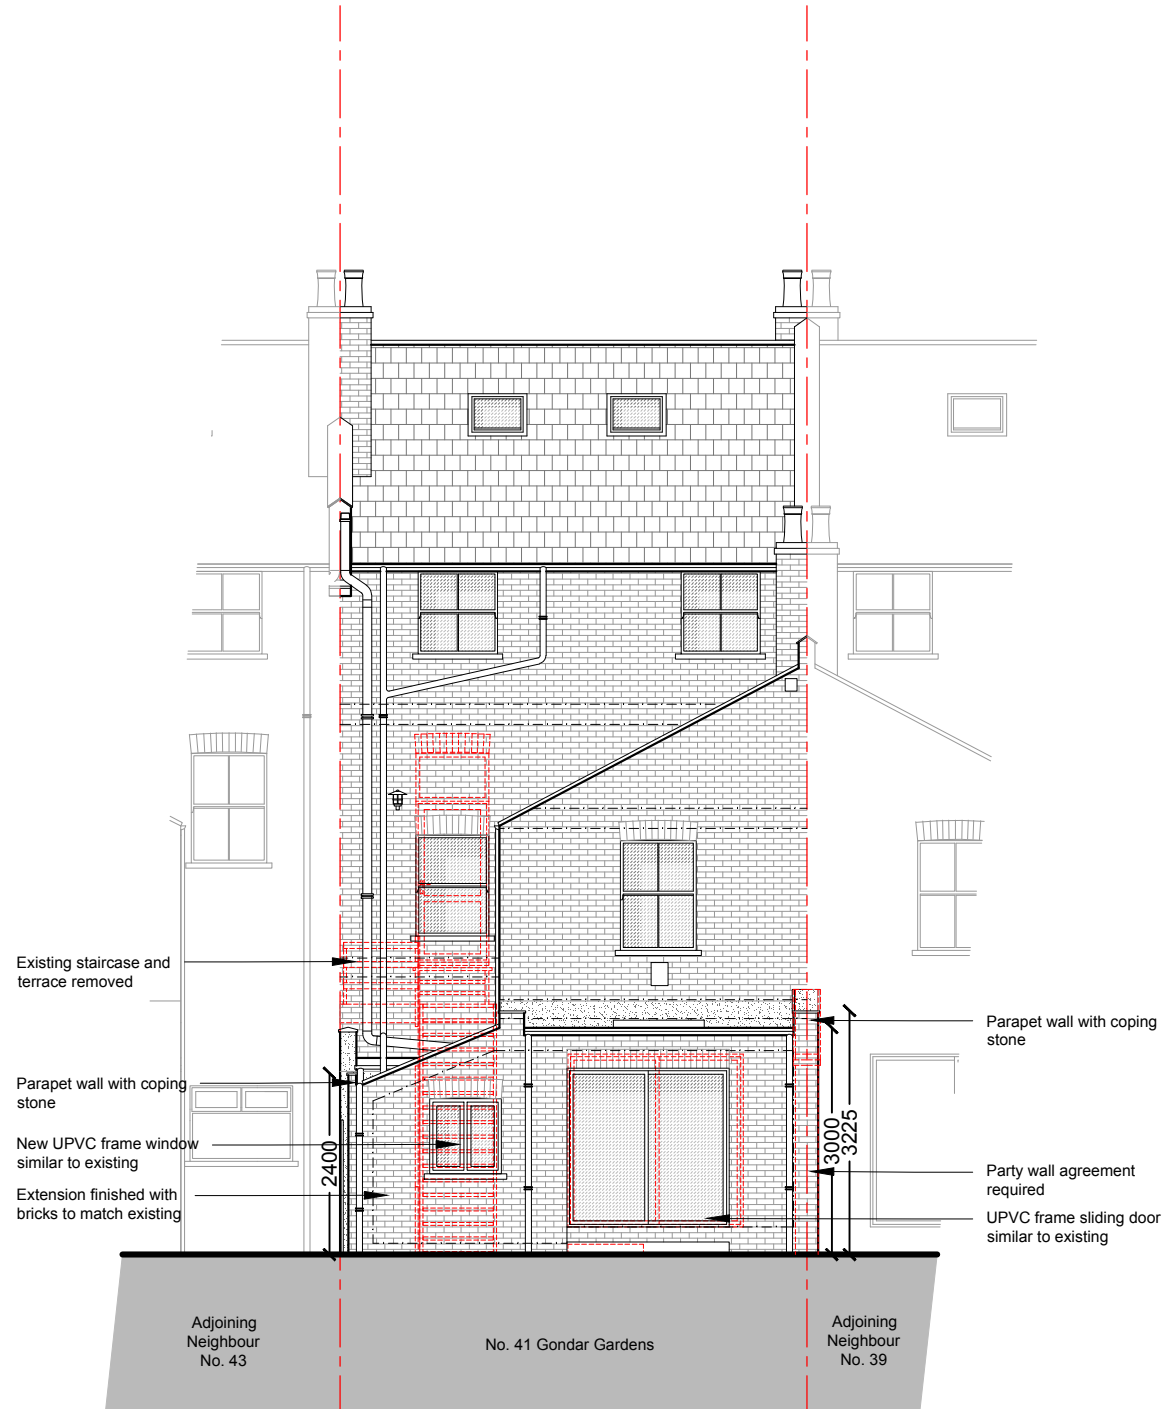 Existing staircase and
terrace removed
Parapet wall with coping
stone
New UPVC frame window
similar to existing
Extension finished with
bricks to match existing
2400
3000
3225
Parapet wall with coping
stone
Party wall agreement
required
UPVC frame sliding door
similar to existing
Adjoining
Neighbour
No. 43
No. 41 Gondar Gardens
Adjoining
Neighbour
No. 39